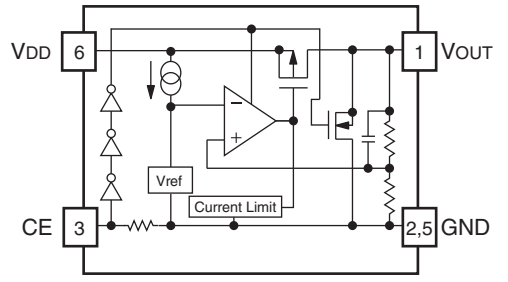 VDD 6
1 VOUT
−
+
Vref
Current Limit
CE 3
2,5 GND